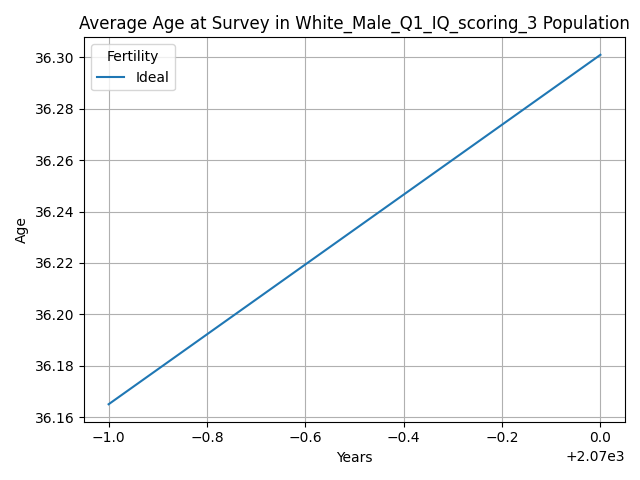 Average Age at Survey in White_Male_Q1_IQ_scoring_3 Population
Fertility
Ideal
36.30
36.28
36.26
36.24
36.22
36.20
36.18
36.16
Age
−1.0
−0.8
−0.6
−0.4
−0.2
0.0
Years
+2.07e3